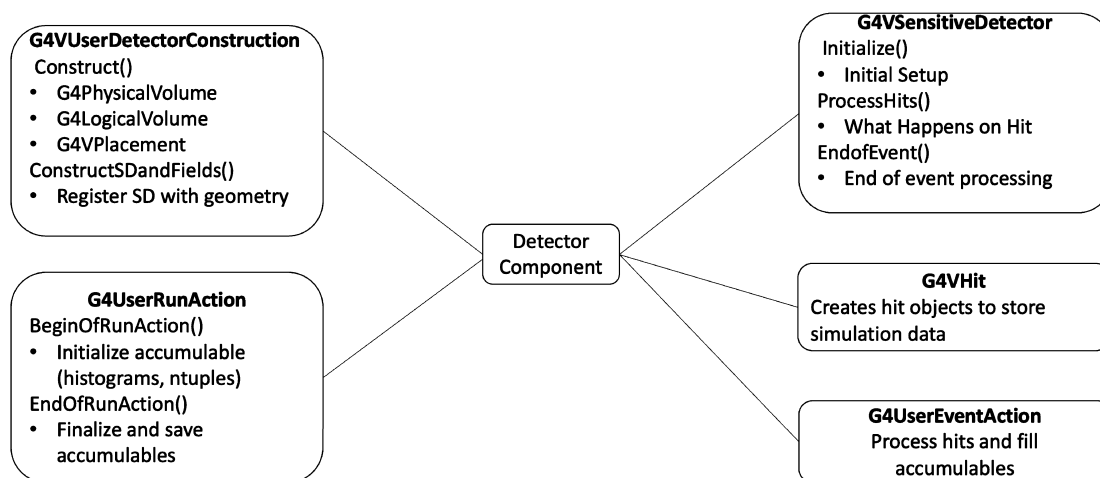 G4VUserDetectorConstruction
Construct()
• G4PhysicalVolume
• G4LogicalVolume
• G4VPlacement
ConstructSDandFields()
• Register SD with geometry
G4UserRunAction
BeginOfRunAction()
• Initialize accumulable
(histograms, ntuples)
EndOfRunAction()
• Finalize and save
accumulables
Detector
Component
G4VSensitiveDetector
Initialize()
• Initial Setup
ProcessHits()
• What Happens on Hit
EndofEvent()
• End of event processing
G4VHit
Creates hit objects to store
simulation data
G4UserEventAction
Process hits and fill
accumulables